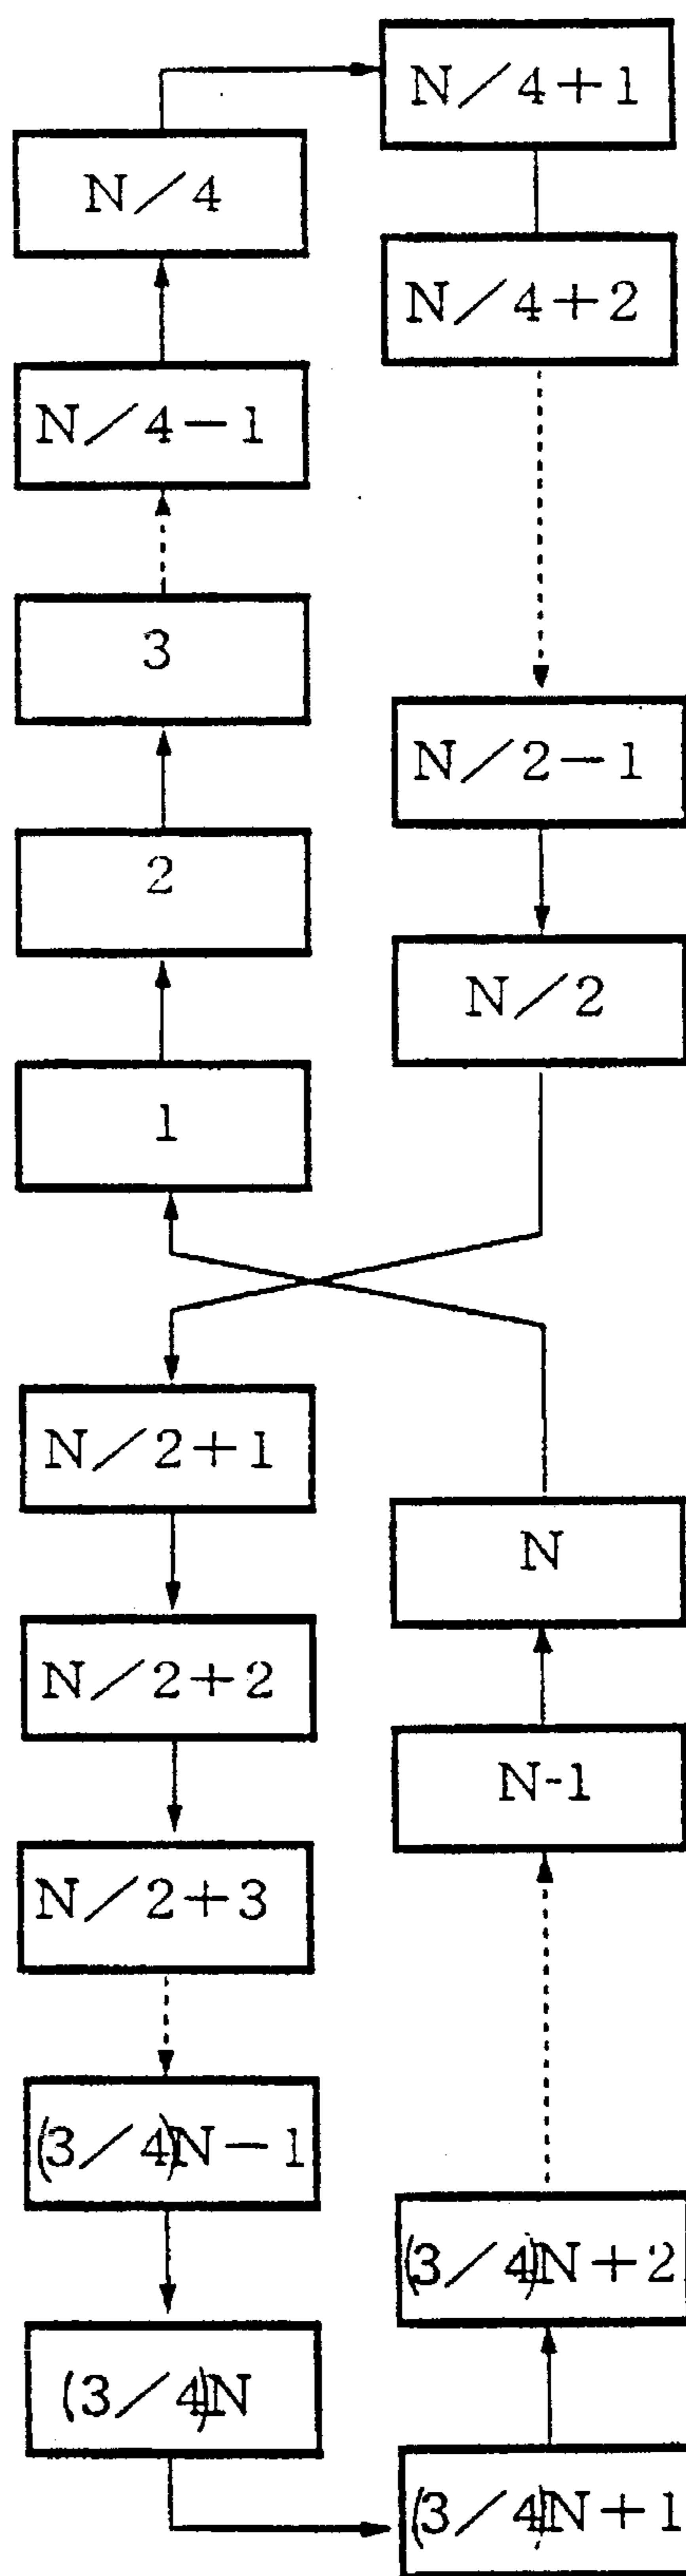 N/4+1
N/4
N/4+2
N/4-1
3
N/2-1
2
N/2
1
N/2+1
N
N/2+2
N-1
N/2+3
(3/4)N-1
(3/4)N+2
(3/4)N
(3/4)N+1